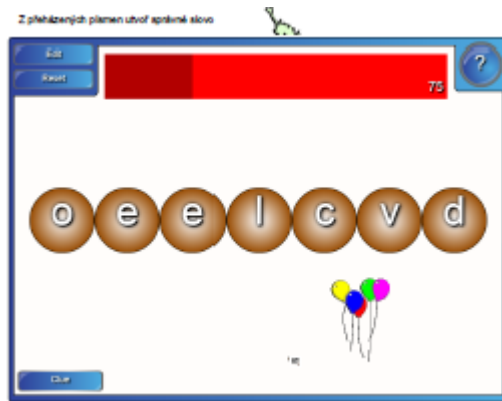 Z přeházených písmen utvoř správné slovo
Edit
Reset
75
?
o e e l c v d
Clue